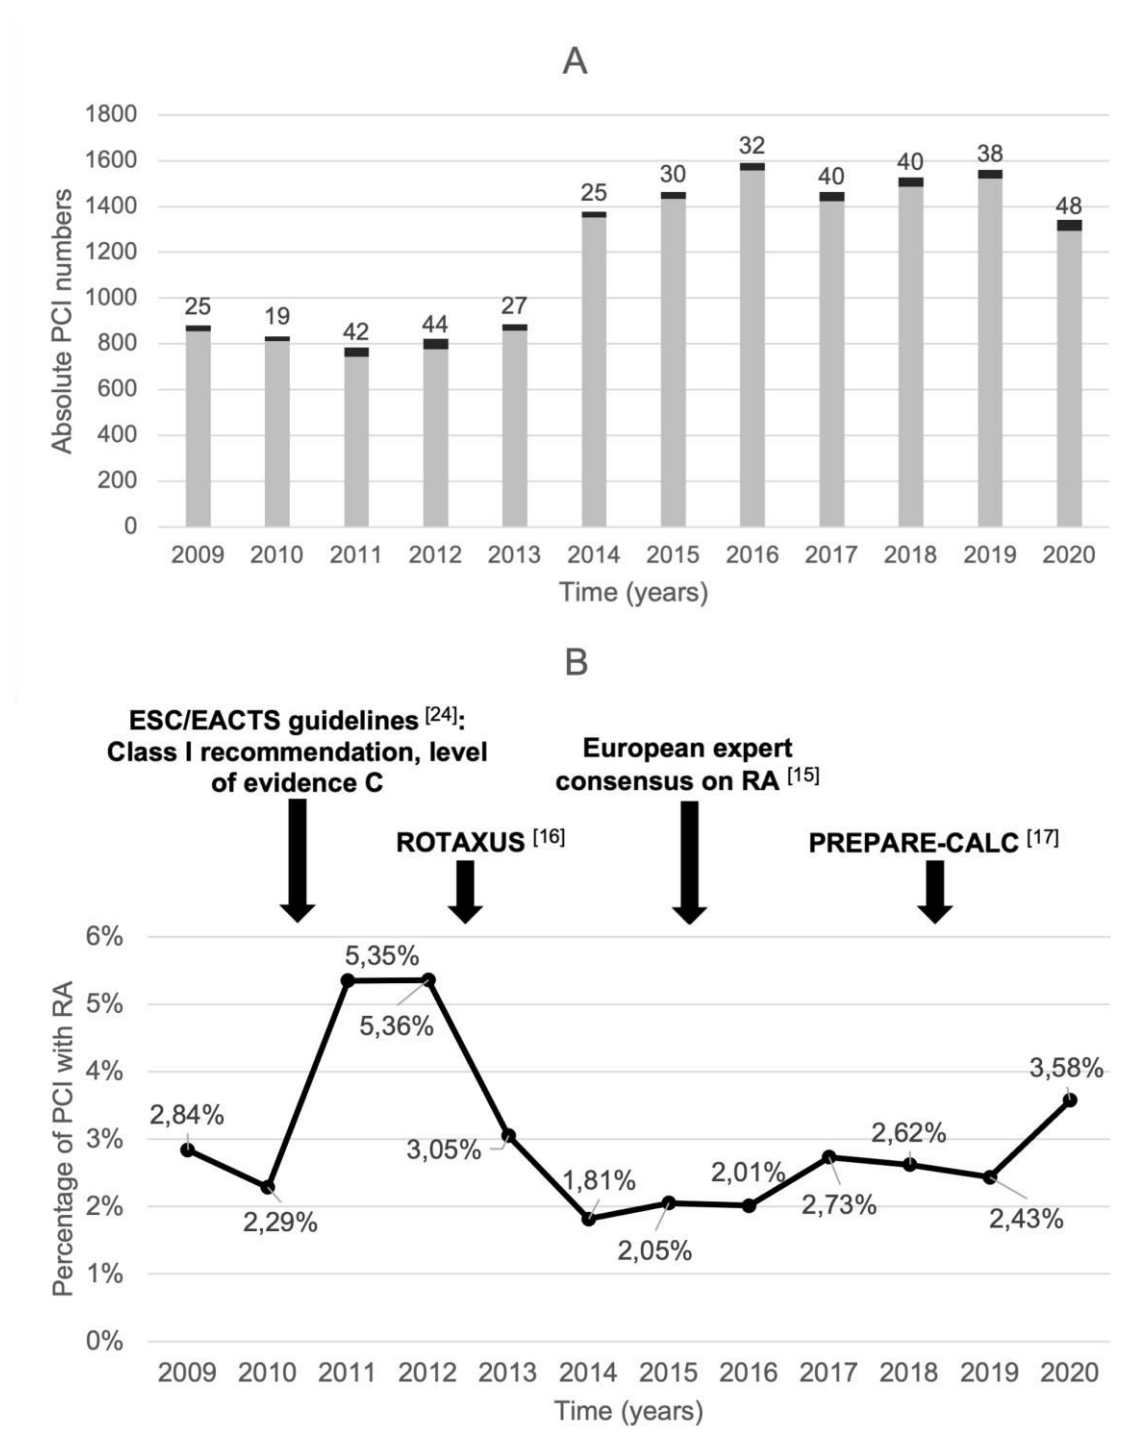 A
1800
1600
1400
1200
1000
800
600
400
200
0
Absolute PCI numbers
25
19
42
44
27
25
30
32
40
40
38
48
2009 2010 2011 2012 2013 2014 2015 2016 2017 2018 2019 2020
Time (years)
B
ESC/EACTS guidelines [24]:
Class I recommendation, level
of evidence C
ROTAXUS [16]
European expert
consensus on RA [15]
PREPARE-CALC [17]
6%
5%
4%
3%
2%
1%
0%
Percentage of PCI with RA
2,84%
2,29%
5,35%
5,36%
3,05%
1,81%
2,05%
2,01%
2,73%
2,62%
2,43%
3,58%
2009 2010 2011 2012 2013 2014 2015 2016 2017 2018 2019 2020
Time (years)